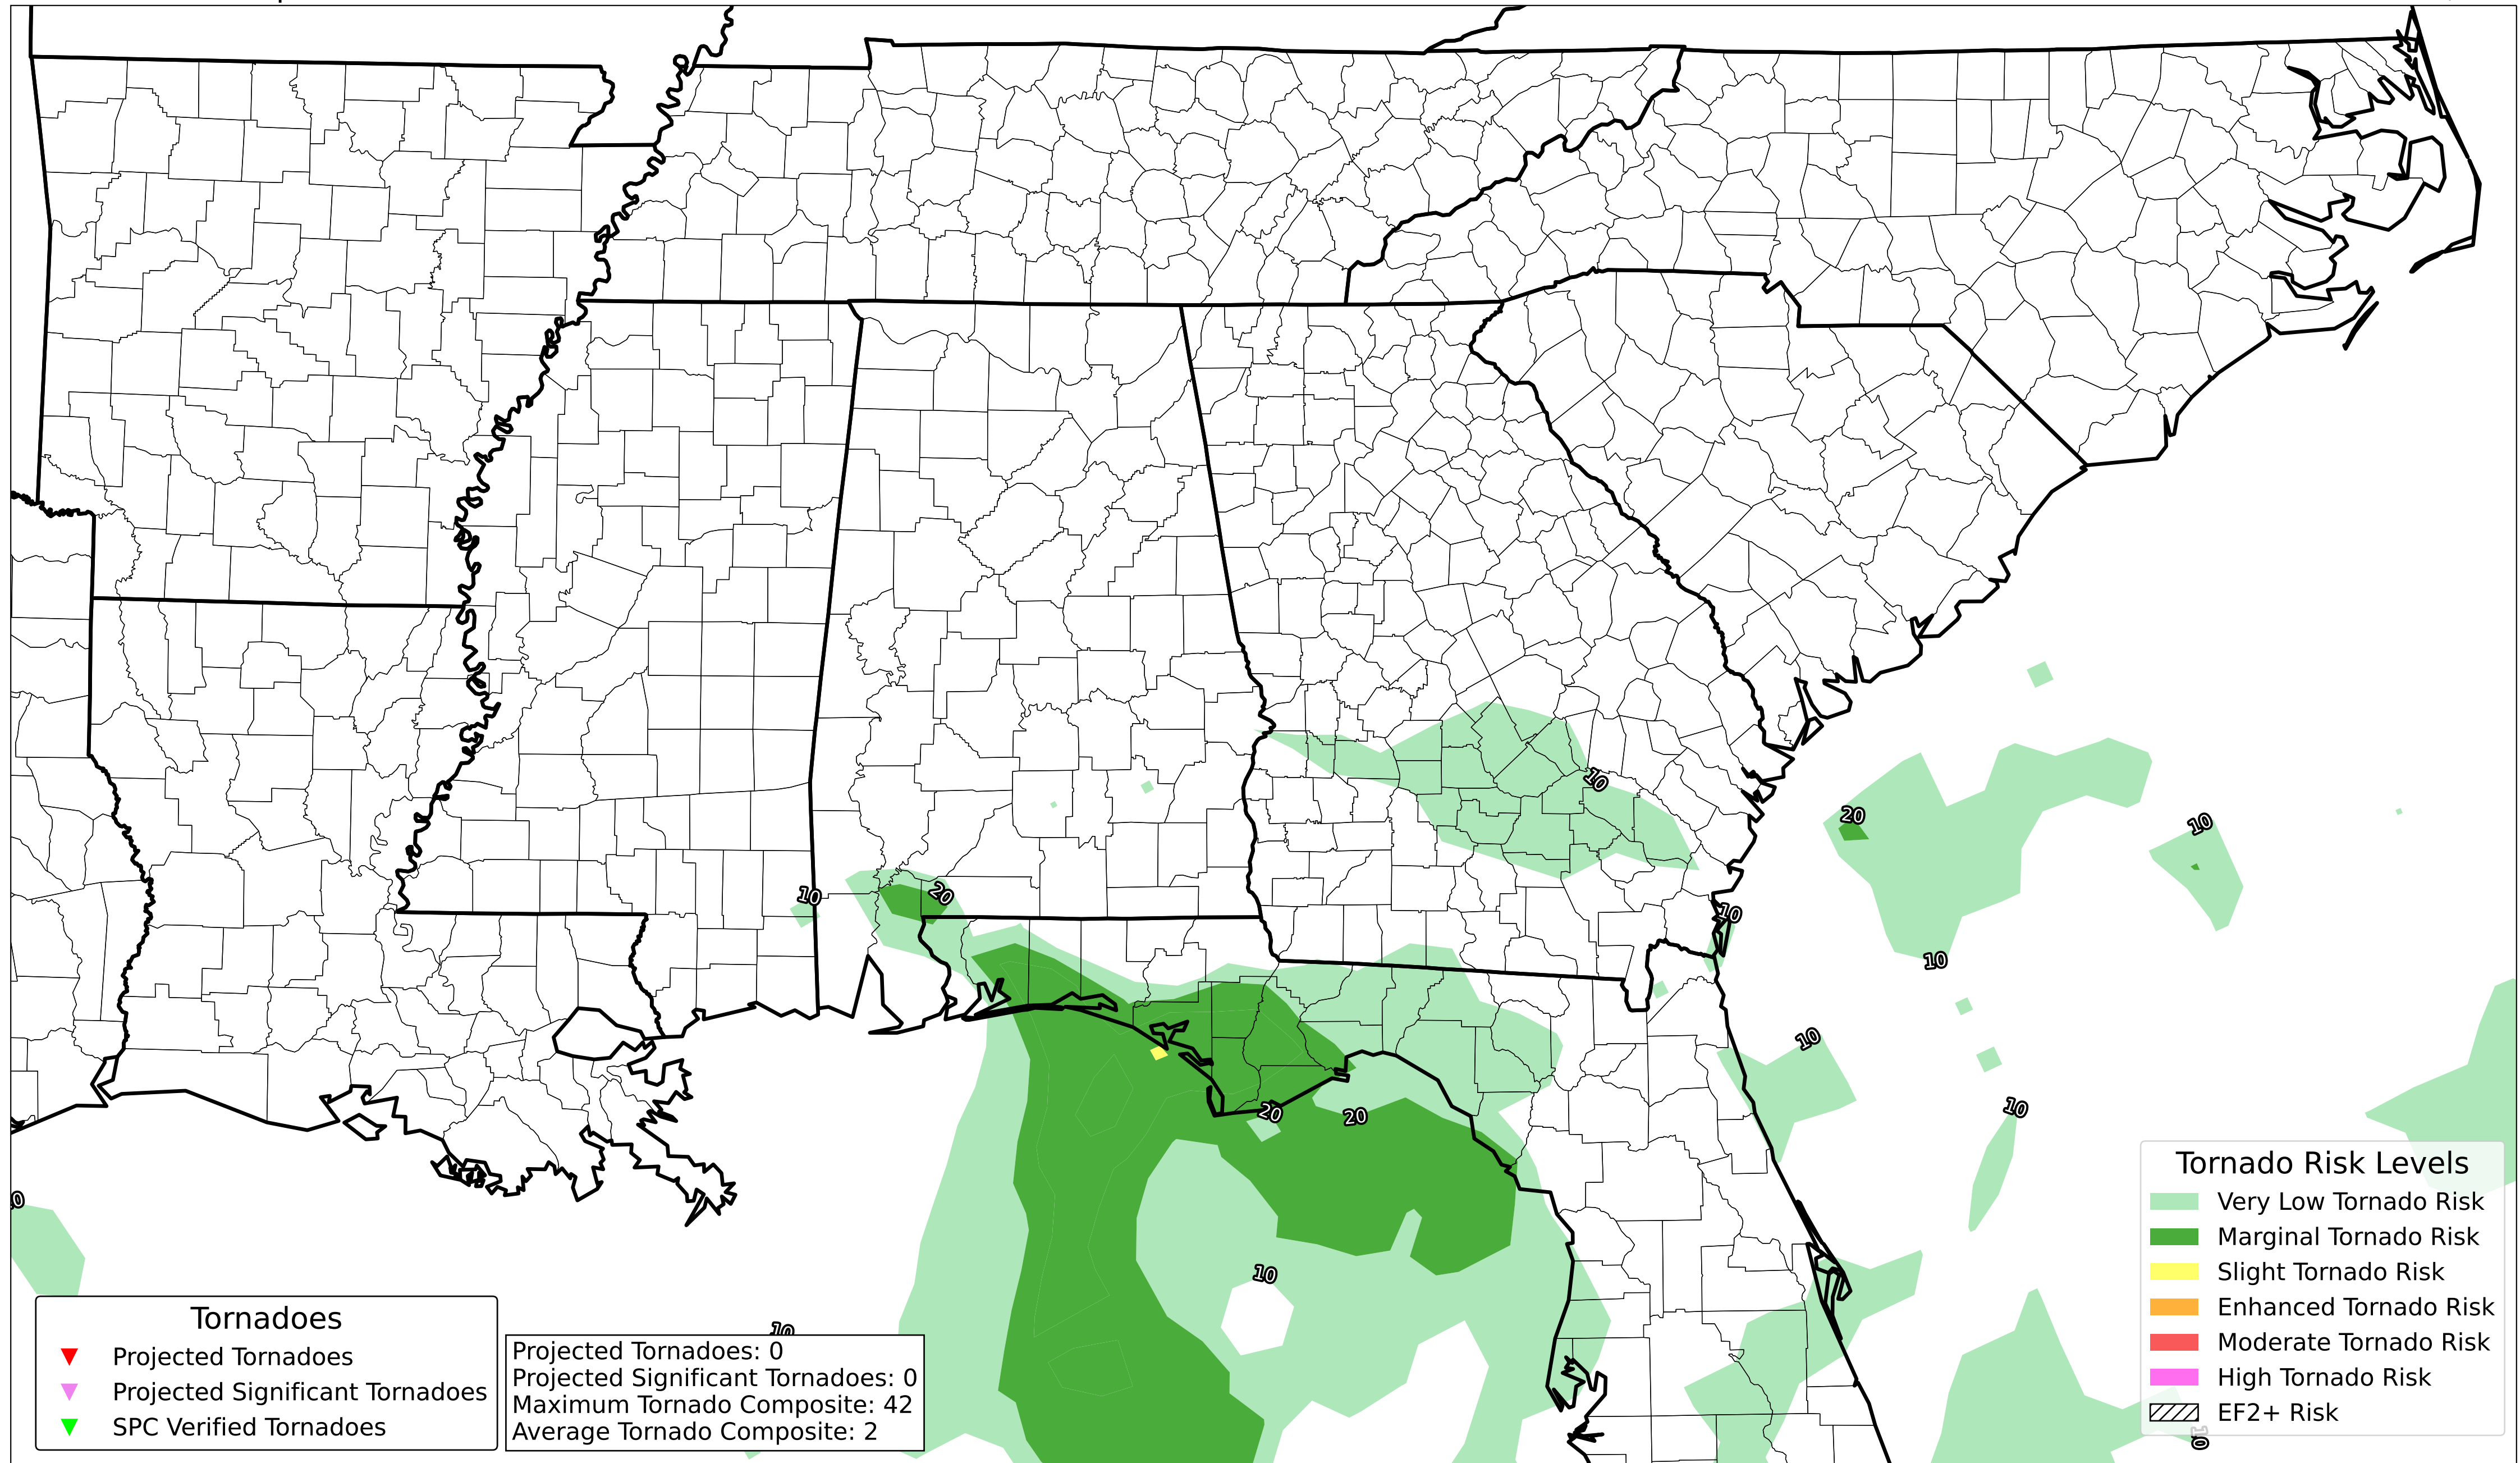 10
20
10
10
20
10
10
10
10
20
20
10
10
Tornado Risk Levels
Very Low Tornado Risk
Marginal Tornado Risk
Slight Tornado Risk
Enhanced Tornado Risk
Moderate Tornado Risk
High Tornado Risk
EF2+ Risk
10
Tornadoes
Projected Tornadoes
Projected Significant Tornadoes
SPC Verified Tornadoes
10
Projected Tornadoes: 0
Projected Significant Tornadoes: 0
Maximum Tornado Composite: 42
Average Tornado Composite: 2